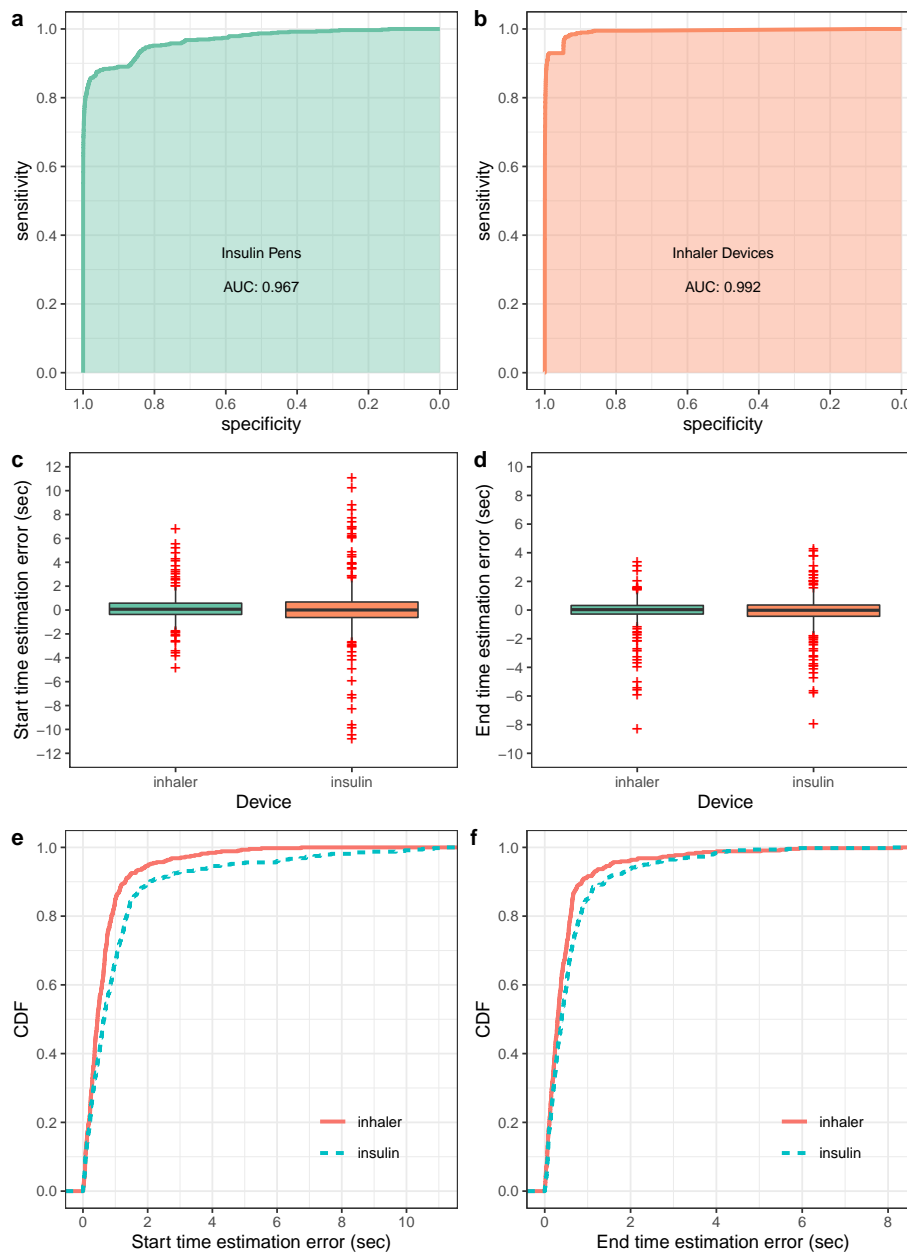 a
1.0
0.8
0.6
0.4
0.2
0.0
sensitivity
Insulin Pens
AUC: 0.967
1.0 0.8 0.6 0.4 0.2 0.0
specificity
b
1.0
0.8
0.6
0.4
0.2
0.0
sensitivity
Inhaler Devices
AUC: 0.992
1.0 0.8 0.6 0.4 0.2 0.0
specificity
c
12
10
8
6
4
2
0
−2
−4
−6
−8
−10
−12
Start time estimation error (sec)
inhaler insulin
Device
d
10
8
6
4
2
0
−2
−4
−6
−8
−10
End time estimation error (sec)
inhaler insulin
Device
e
1.0
0.8
0.6
0.4
0.2
0.0
CDF
inhaler
insulin
0 2 4 6 8 10
Start time estimation error (sec)
f
1.0
0.8
0.6
0.4
0.2
0.0
CDF
inhaler
insulin
0 2 4 6 8
End time estimation error (sec)